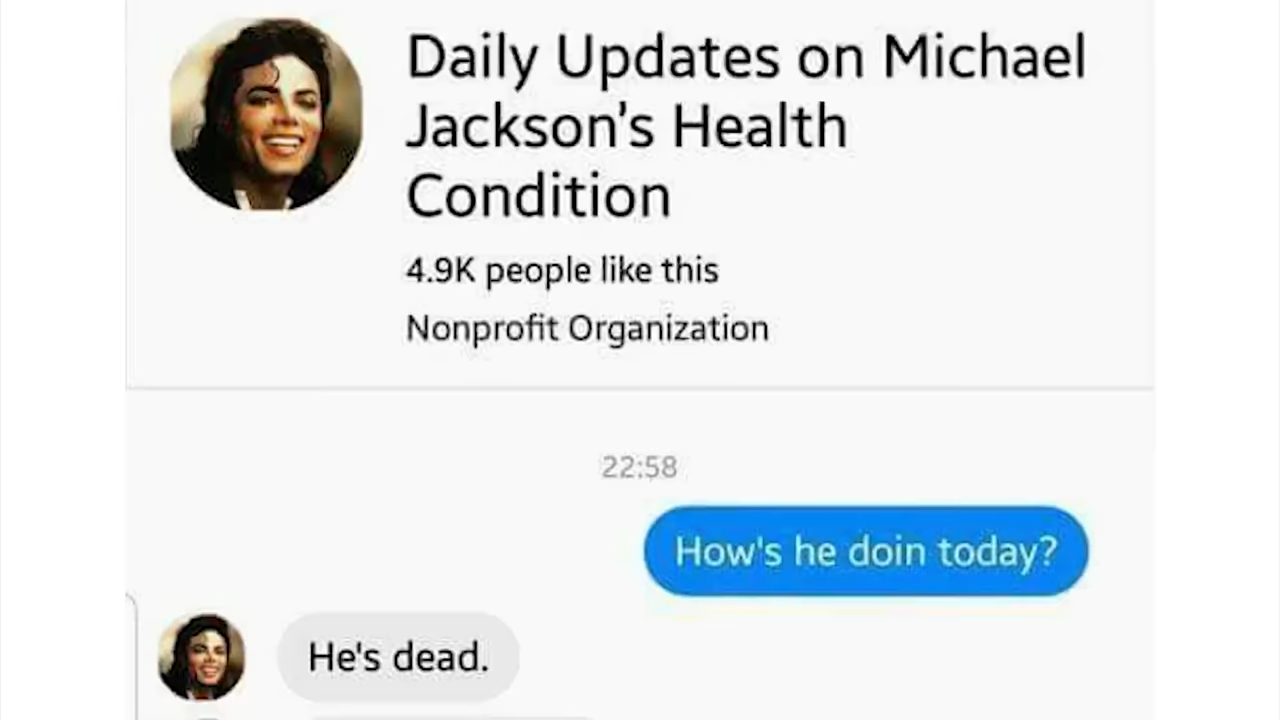 Daily Updates on Michael
Jackson's Health
Condition
4.9K people like this
Nonprofit Organization
22:58
How's he doin today?
He's dead.